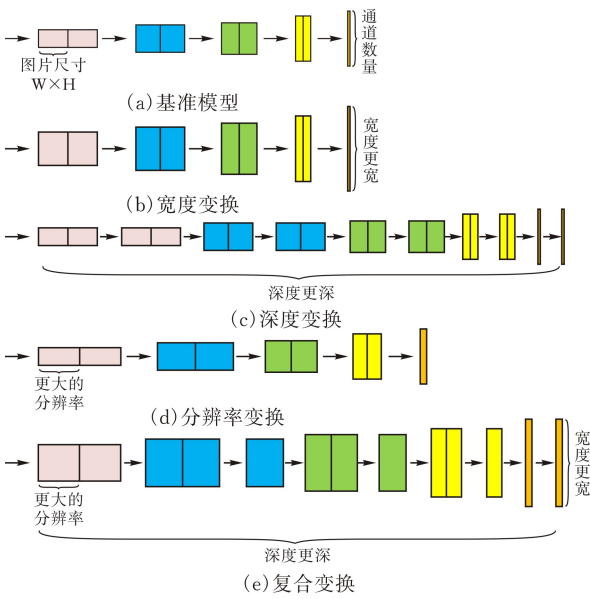 通道数量
图片尺寸
W×H
(a)基准模型
宽度更宽
(b)宽度变换
深度更深
(c)深度变换
更大的
分辨率
(d)分辨率变换
宽度更宽
更大的
分辨率
深度更深
(e)复合变换